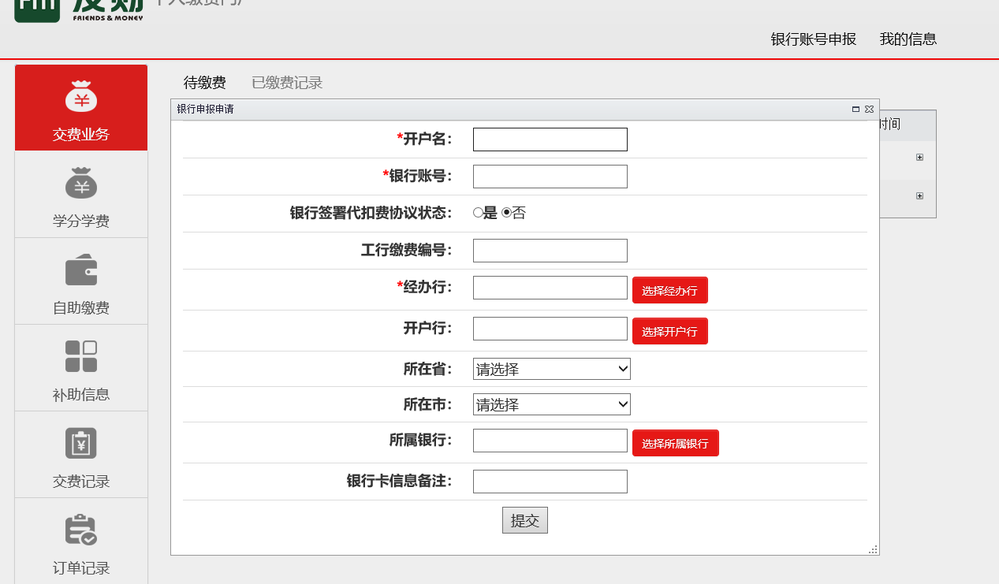 FRIENDS & MONEY
银行账号申报 我的信息
交费业务
学分学费
自助缴费
补助信息
交费记录
订单记录
待缴费 已缴费记录
银行申报申请
时间
*开户名：
*银行账号：
银行签署代扣费协议状态： 是 否
工行缴费编号：
*经办行： 选择经办行
开户行： 选择开户行
所在省： 请选择
所在市： 请选择
所属银行： 选择所属银行
银行卡信息备注：
提交